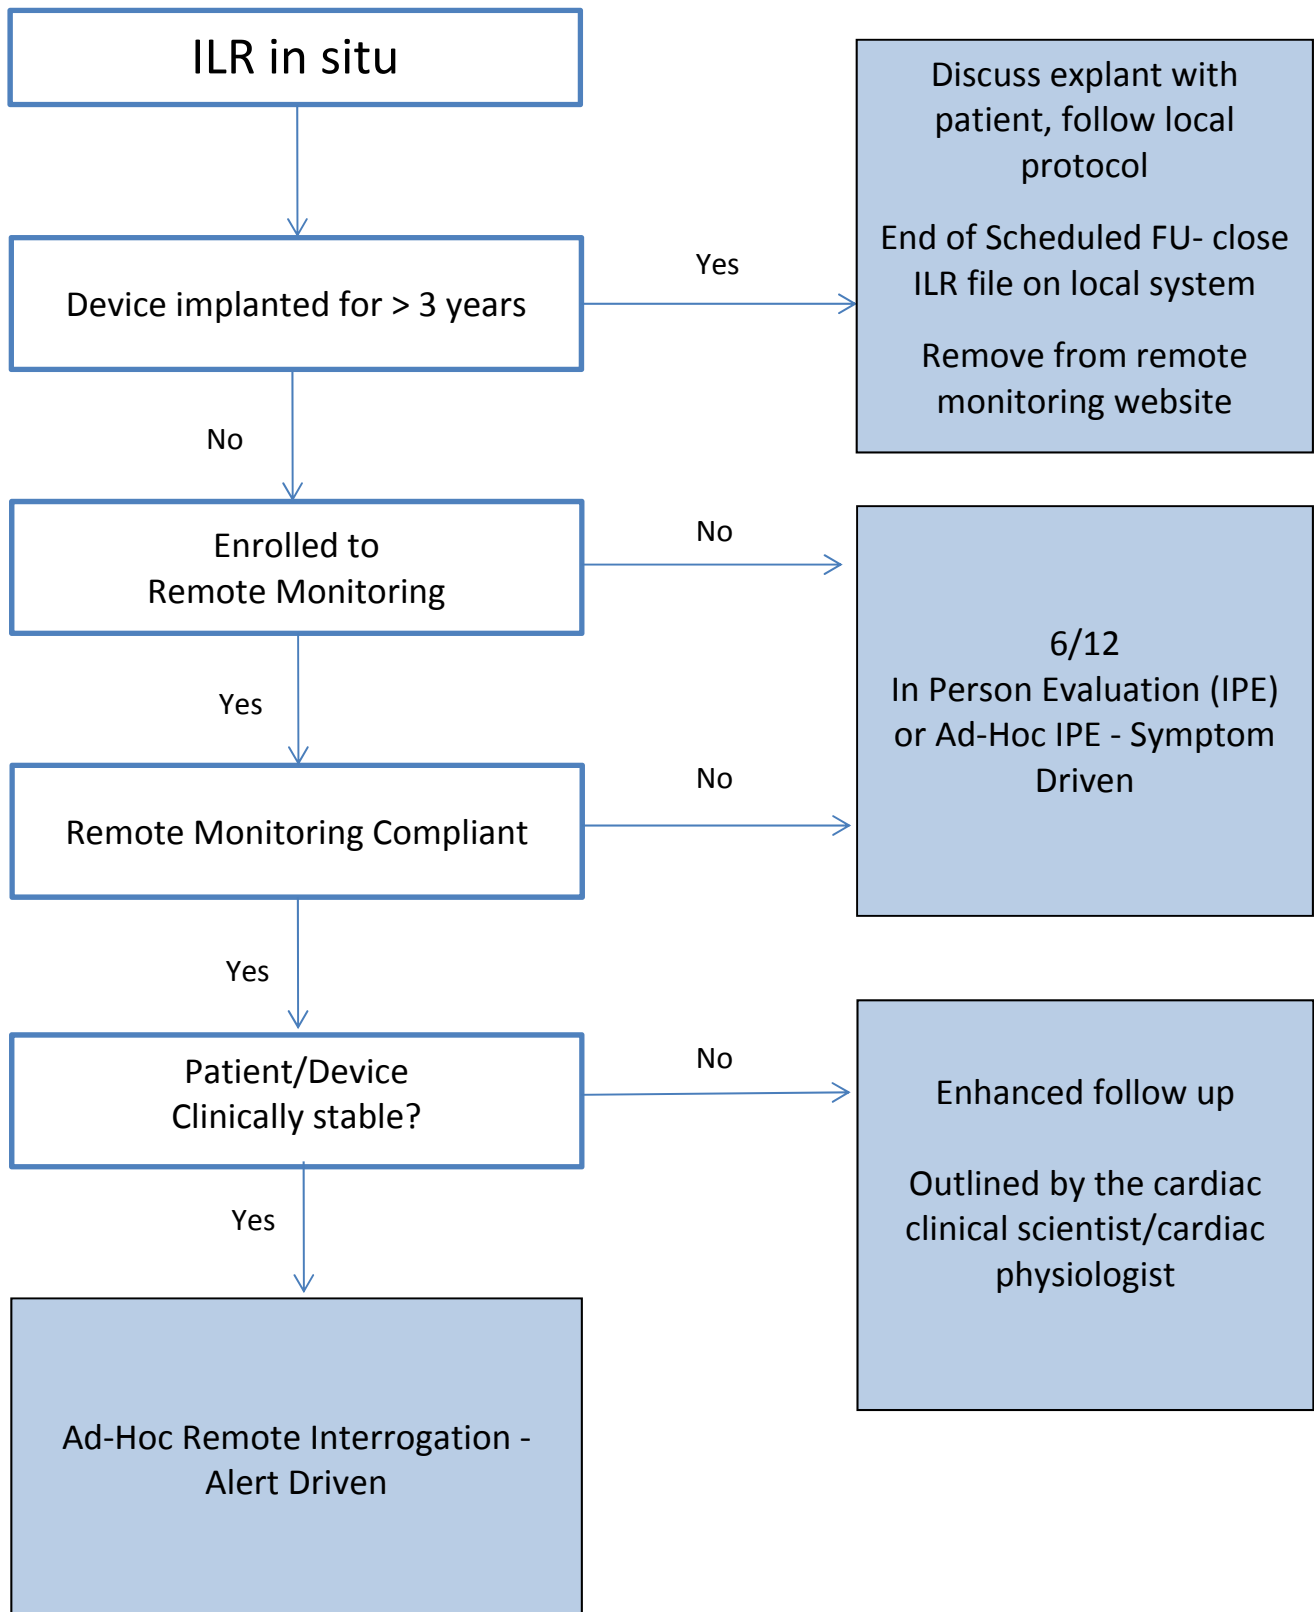 ILR in situ
Discuss explant with
patient, follow local
protocol
End of Scheduled FU- close
ILR file on local system
Remove from remote
monitoring website
Yes
Device implanted for > 3 years
No
Enrolled to
Remote Monitoring
No
6/12
In Person Evaluation (IPE)
or Ad-Hoc IPE - Symptom
Driven
Yes
Remote Monitoring Compliant
No
Yes
Patient/Device
Clinically stable?
No
Enhanced follow up
Outlined by the cardiac
clinical scientist/cardiac
physiologist
Yes
Ad-Hoc Remote Interrogation -
Alert Driven